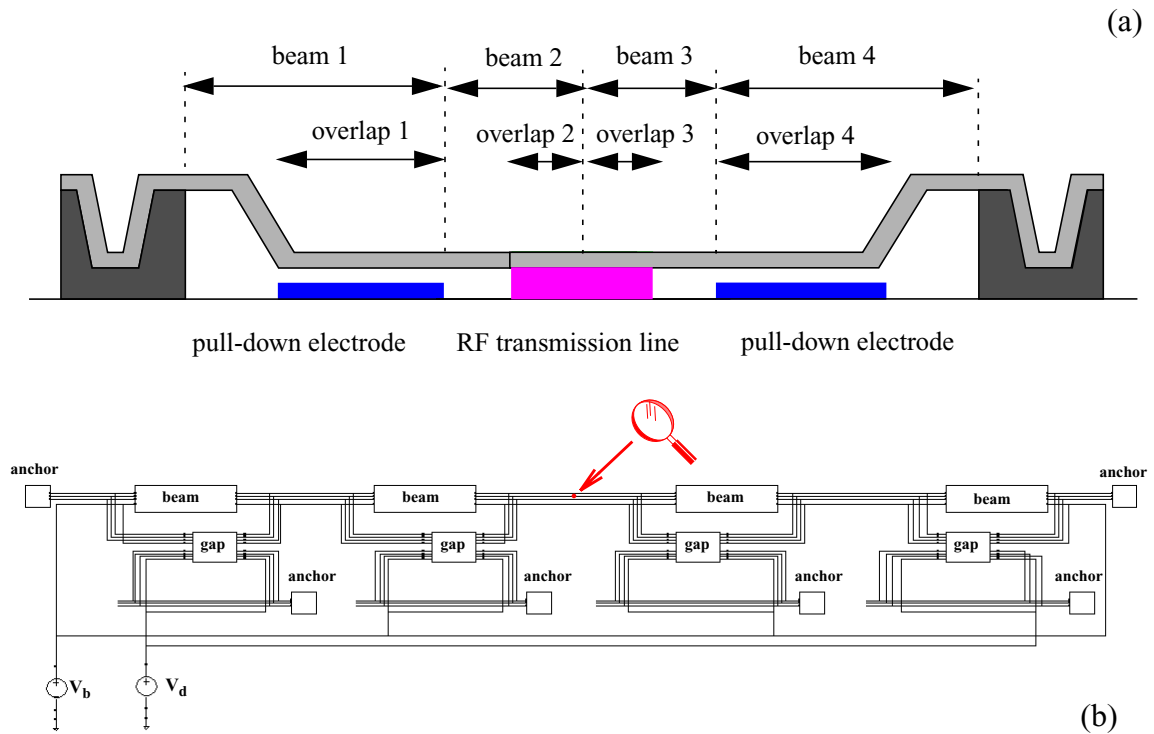 (a)
beam 1 beam 2 beam 3 beam 4
overlap 1 overlap 2 overlap 3 overlap 4
pull-down electrode RF transmission line pull-down electrode
anchor anchor
beam beam beam beam
gap gap gap gap
anchor anchor anchor anchor
V_b V_d
(b)